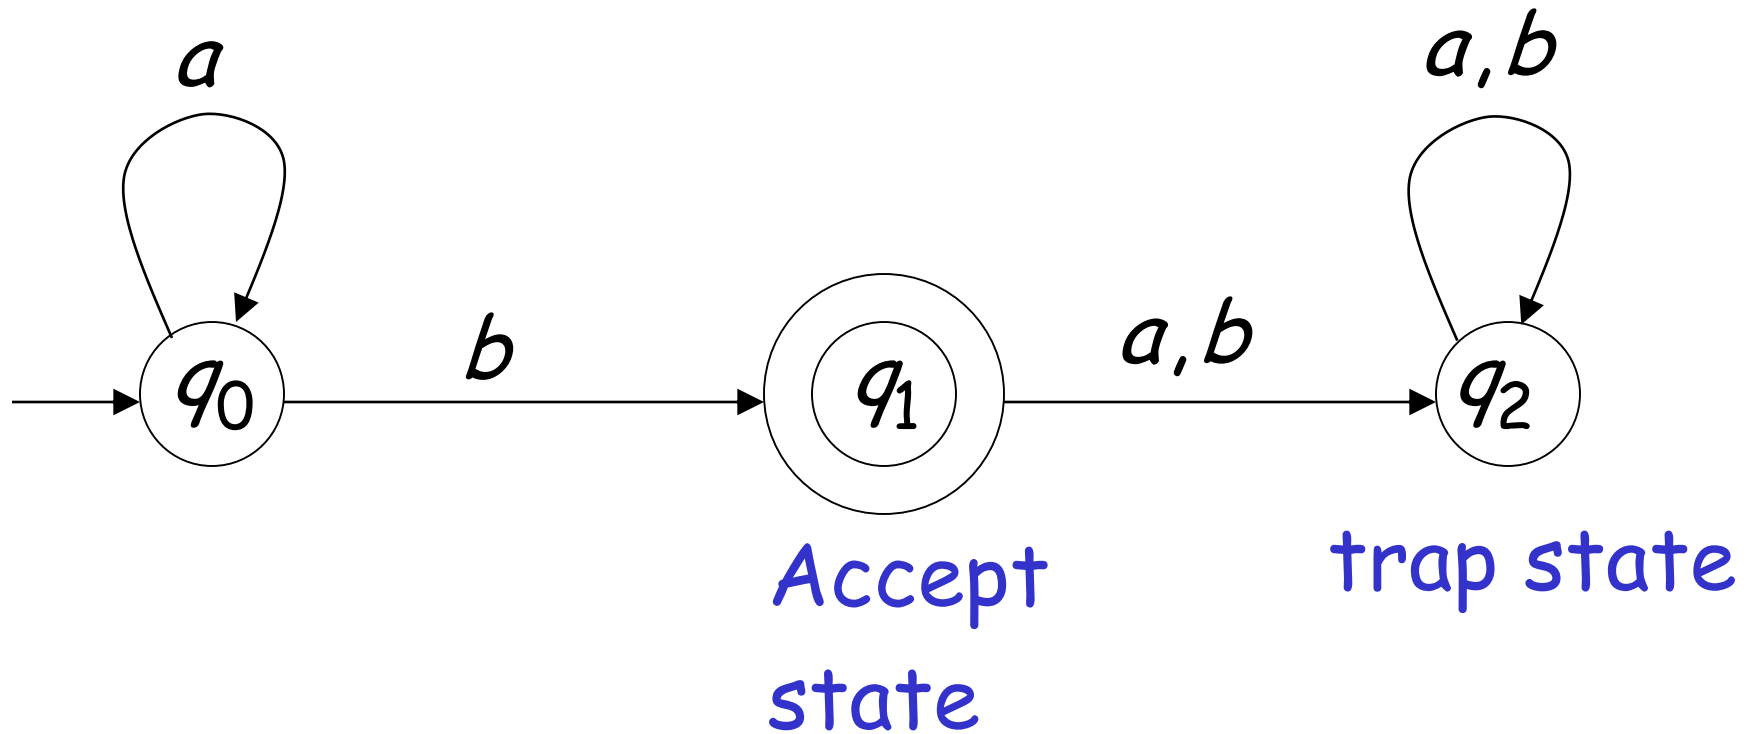 a
a,b
b
a,b
q0
q1
q2
Accept
state
trap state